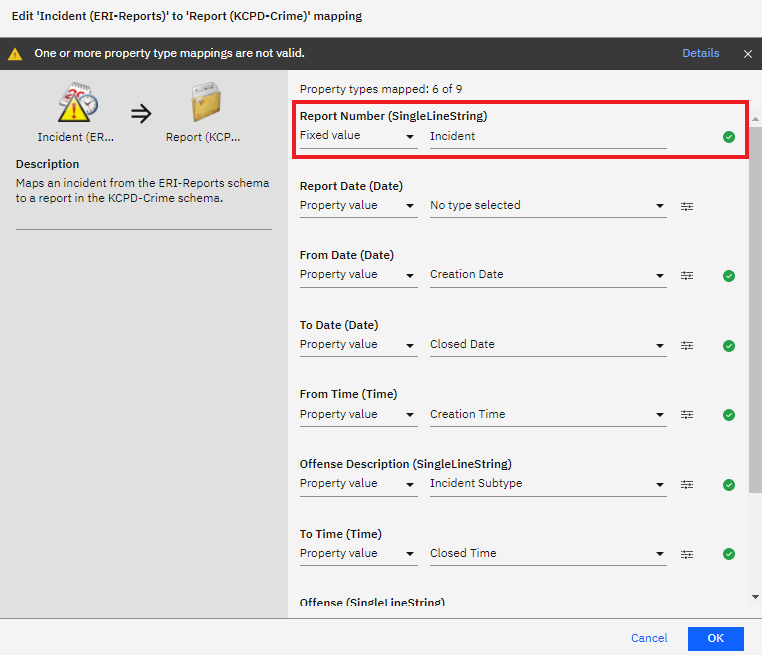 Edit 'Incident (ERI-Reports)' to 'Report (KCPD-Crime)' mapping
One or more property type mappings are not valid.
Details
Incident (ER...
Report (KCP...
Description
Maps an incident from the ERI-Reports schema
to a report in the KCPD-Crime schema.
Property types mapped: 6 of 9
Report Number (SingleLineString)
Fixed value
Incident
Report Date (Date)
Property value
No type selected
From Date (Date)
Property value
Creation Date
To Date (Date)
Property value
Closed Date
From Time (Time)
Property value
Creation Time
Offense Description (SingleLineString)
Property value
Incident Subtype
To Time (Time)
Property value
Closed Time
Offense (SingleLineString)
Cancel
OK